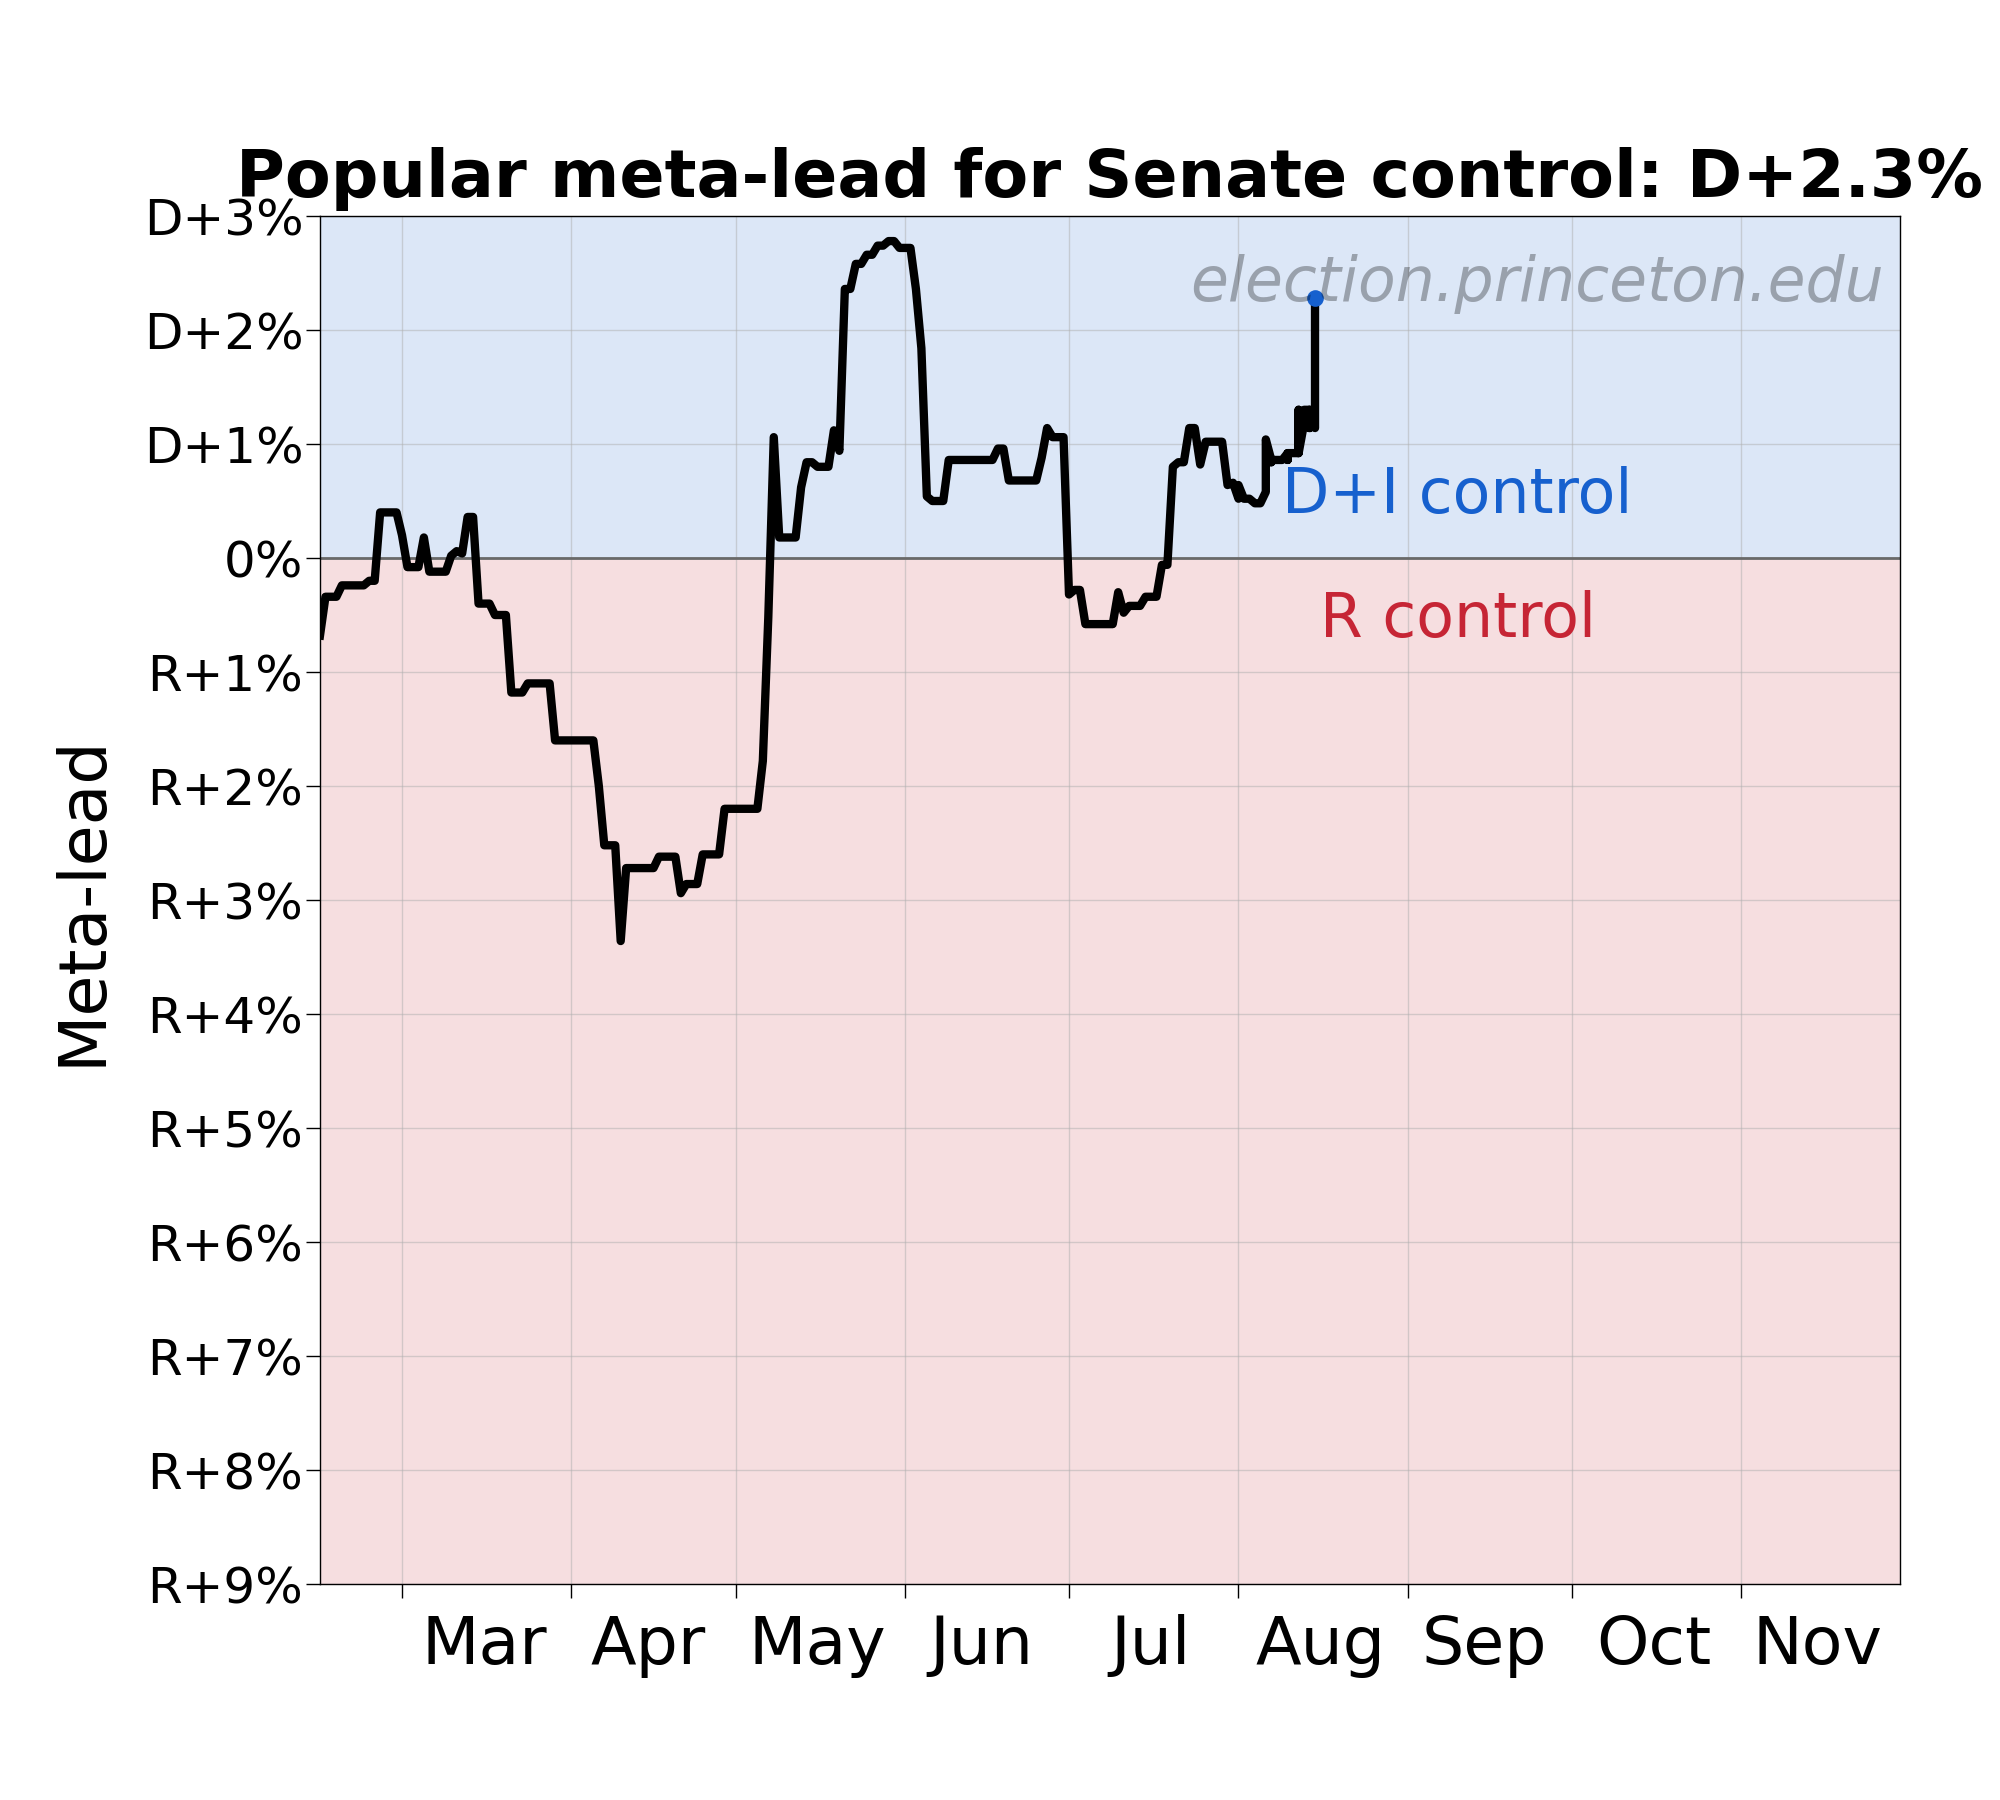 Popular meta-lead for Senate control: D+2.3%
D+3%
election.princeton.edu
D+2%
D+1%
D+I control
0%
R control
R+1%
R+2%
Meta-lead
R+3%
R+4%
R+5%
R+6%
R+7%
R+8%
R+9%
Mar Apr May Jun Jul Aug Sep Oct Nov